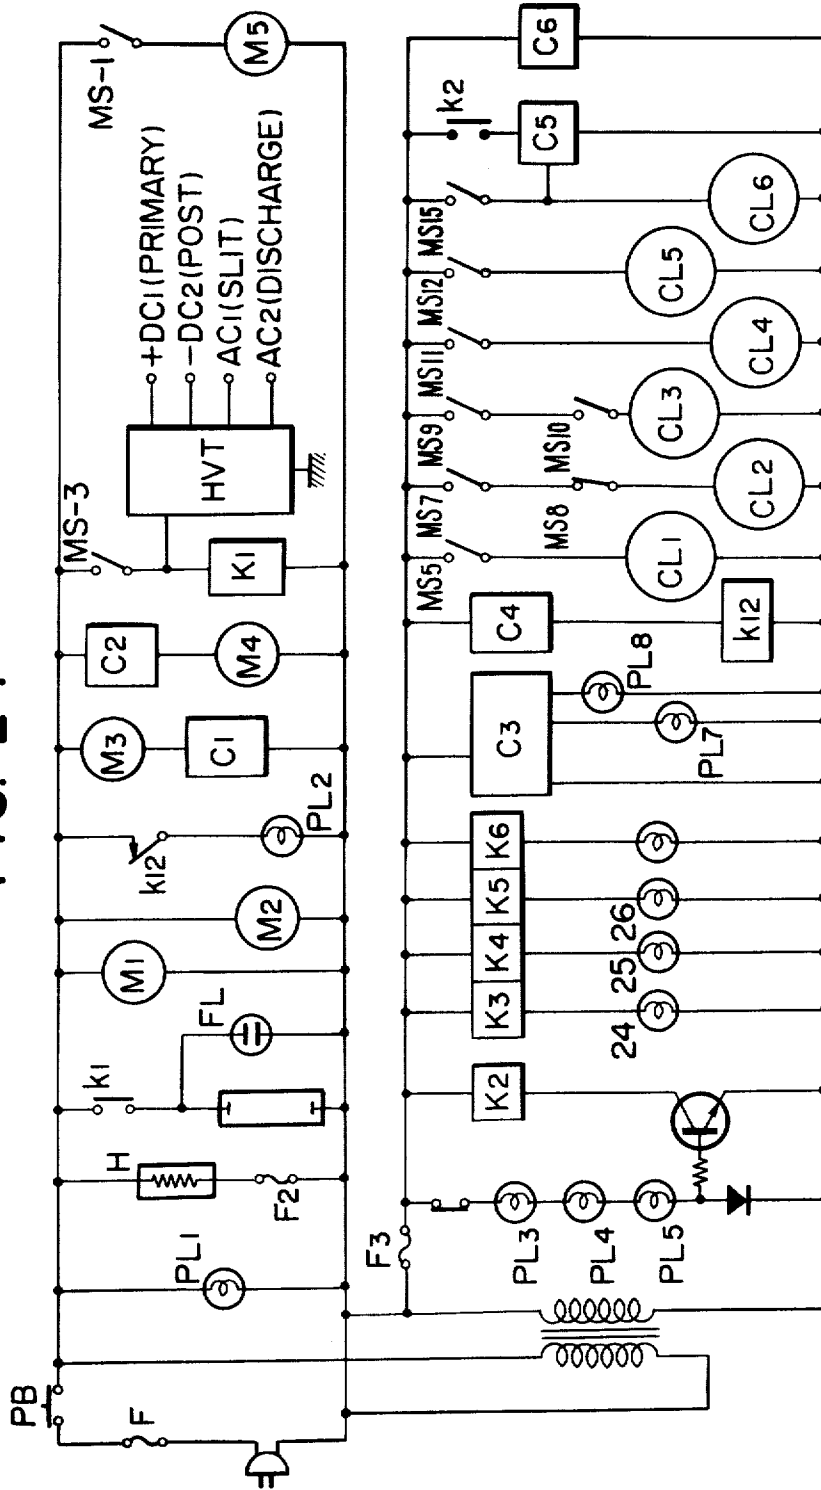 PB
F
PL1
H
F2
k1
FL
M1
M2
k12
PL2
M3
C1
C2
M4
MS-3
K1
HVT
+DC1(PRIMARY)
-DC2(POST)
AC1(SLIT)
AC2(DISCHARGE)
MS-1
M5
F3
PL3
PL4
PL5
K2
K3
K4
K5
K6
24
25
26
C3
PL7
PL8
C4
k12
MS5
CL1
MS7
MS8
CL2
MS9
MS10
CL3
MS11
CL4
MS12
CL5
MS15
CL6
k2
C5
C6